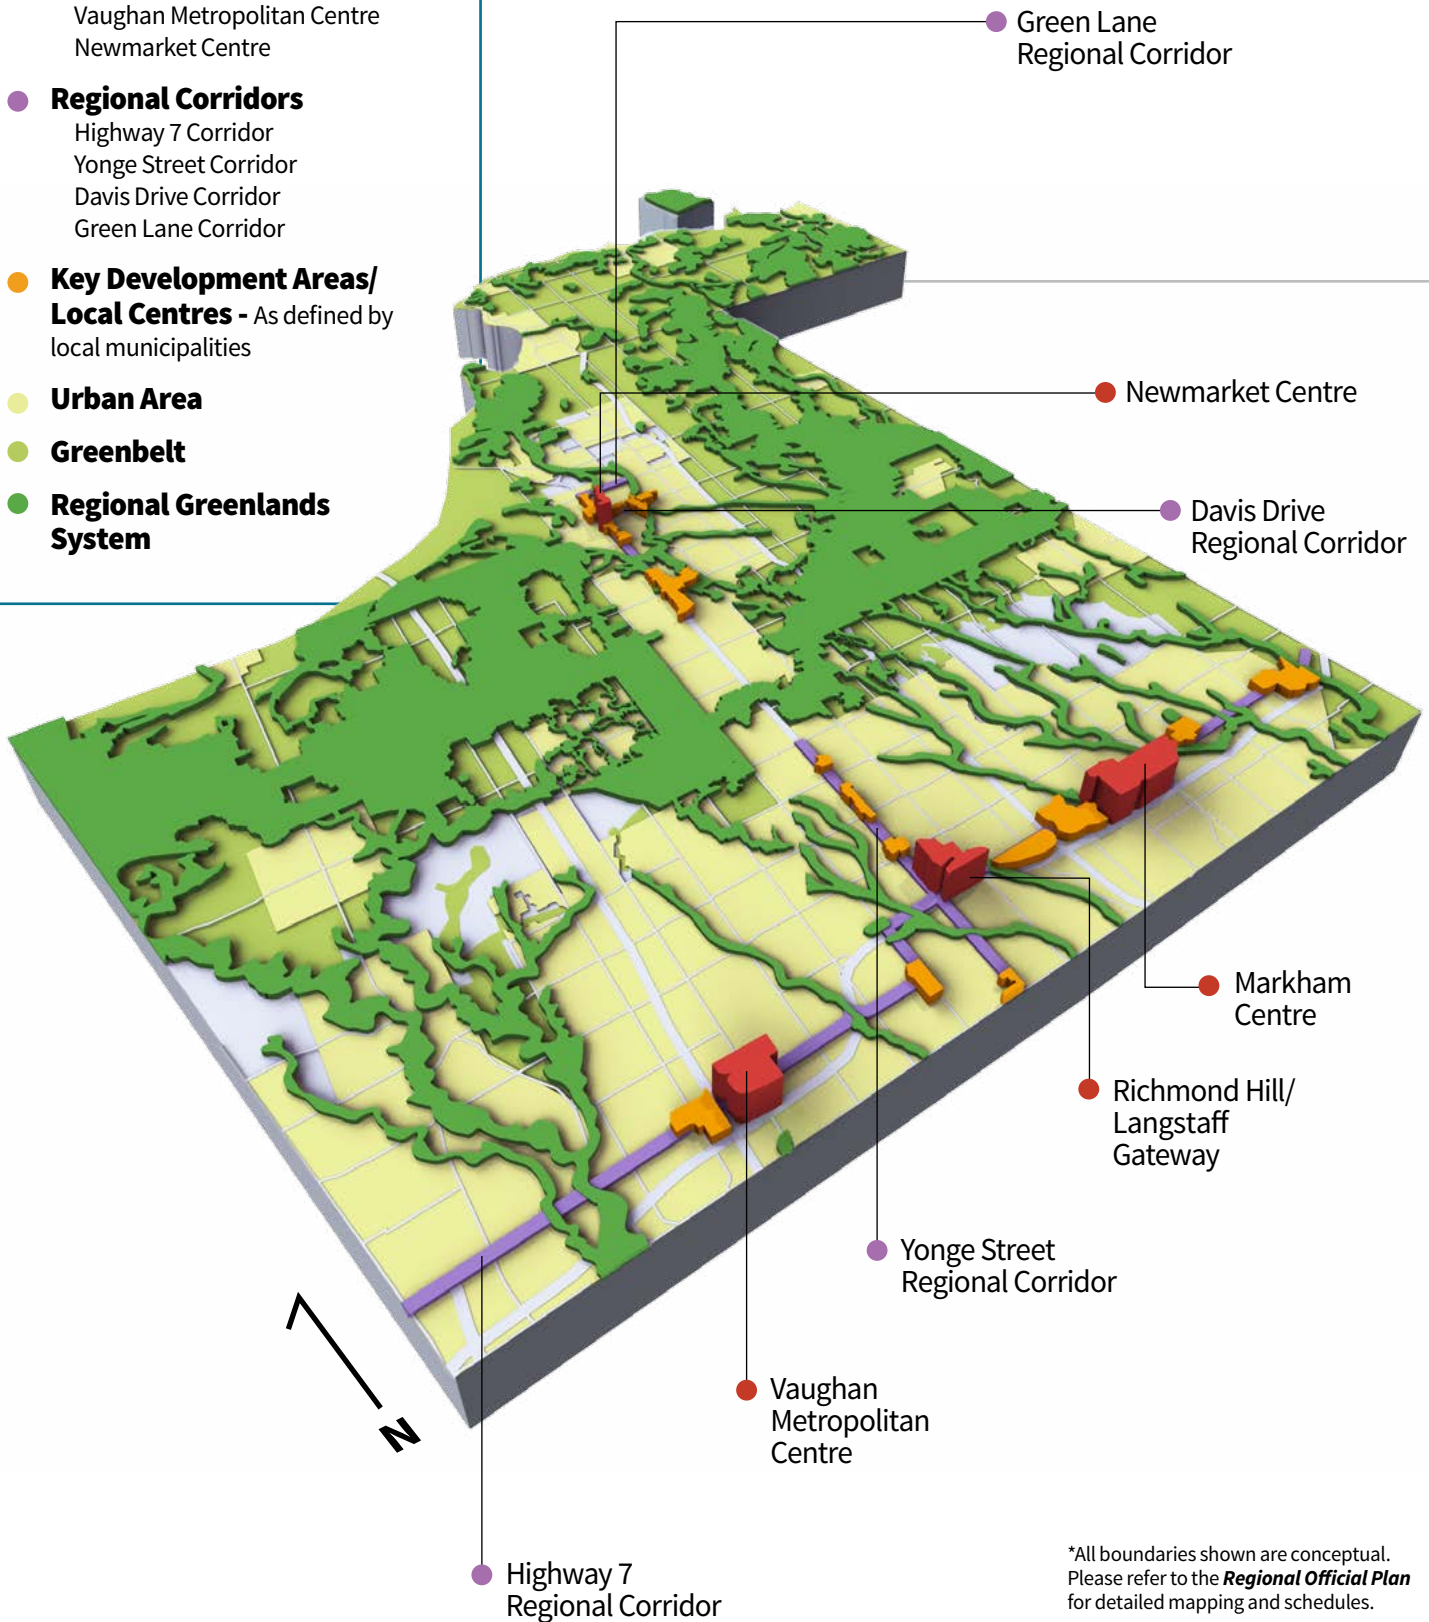 Vaughan Metropolitan Centre
Newmarket Centre
Regional Corridors
Highway 7 Corridor
Yonge Street Corridor
Davis Drive Corridor
Green Lane Corridor
Key Development Areas/
Local Centres - As defined by
local municipalities
Urban Area
Greenbelt
Regional Greenlands
System
Green Lane
Regional Corridor
Newmarket Centre
Davis Drive
Regional Corridor
Markham
Centre
Richmond Hill/
Langstaff
Gateway
Yonge Street
Regional Corridor
Vaughan
Metropolitan
Centre
Highway 7
Regional Corridor
N
*All boundaries shown are conceptual.
Please refer to the Regional Official Plan
for detailed mapping and schedules.